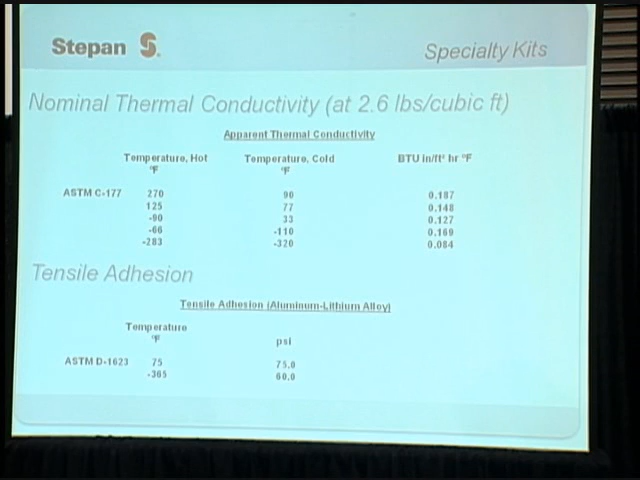 Stepan S.
Specialty Kits
Nominal Thermal Conductivity (at 2.6 lbs/cubic ft)
Apparent Thermal Conductivity
Temperature, Hot Temperature, Cold BTU in/ft² hr °F
°F °F
ASTM C-177 270 90 0.187
125 77 0.148
-90 33 0.127
-66 -110 0.169
-283 -320 0.084
Tensile Adhesion
Tensile Adhesion (Aluminum-Lithium Alloy)
Temperature
°F psi
ASTM D-1623 75 75.0
-365 60.0